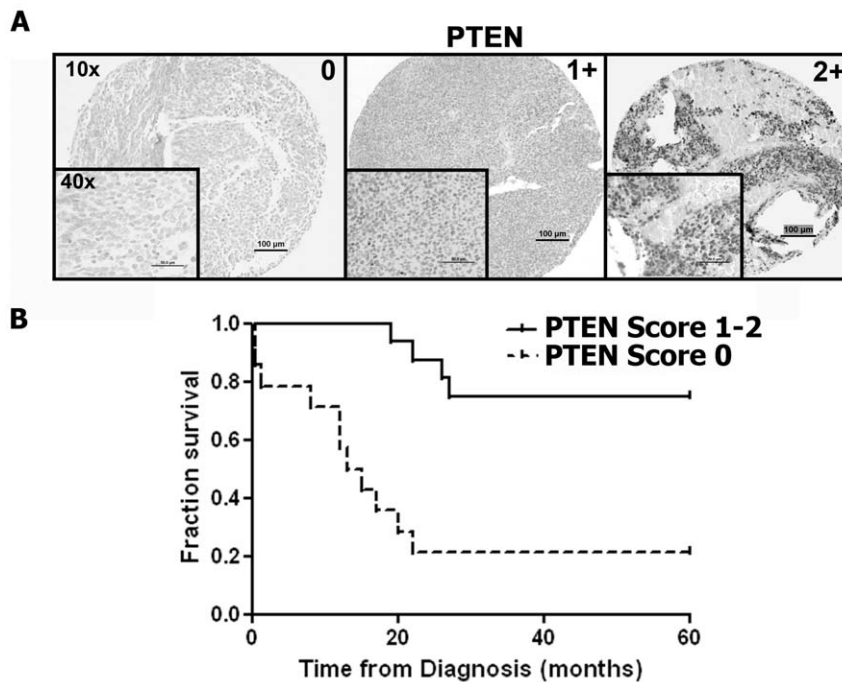 A
PTEN
10x
0
1+
2+
40x
100 µm
100 µm
100 µm
B
1.0
0.8
0.6
0.4
0.2
0.0
Fraction survival
PTEN Score 1-2
PTEN Score 0
0
20
40
60
Time from Diagnosis (months)